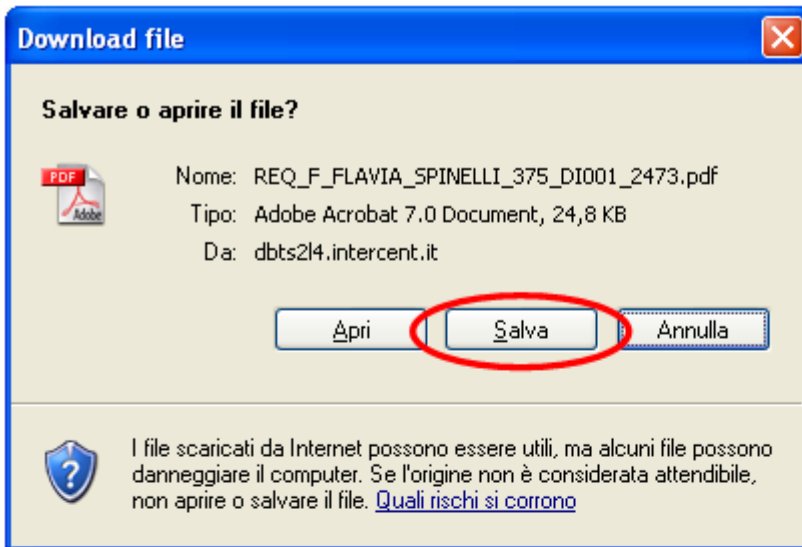 Download file
Salvare o aprire il file?
PDF
Adobe
Nome: REQ_F_FLAVIA_SPINELLI_375_DI001_2473.pdf
Tipo: Adobe Acrobat 7.0 Document, 24,8 KB
Da: dbts2l4.intercent.it
Apri Salva Annulla
I file scaricati da Internet possono essere utili, ma alcuni file possono
danneggiare il computer. Se l'origine non è considerata attendibile,
non aprire o salvare il file. Quali rischi si corrono